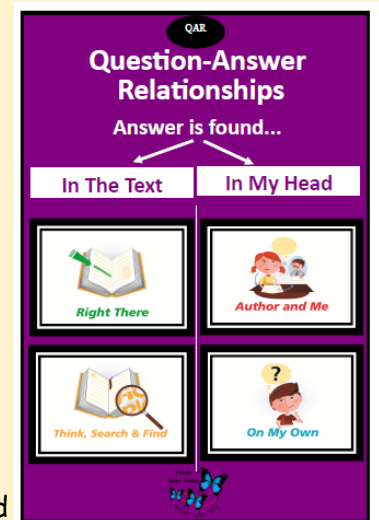 QAR
Question-Answer
Relationships
Answer is found...
In The Text
In My Head
Right There
Author and Me
Think, Search & Find
On My Own
?
d